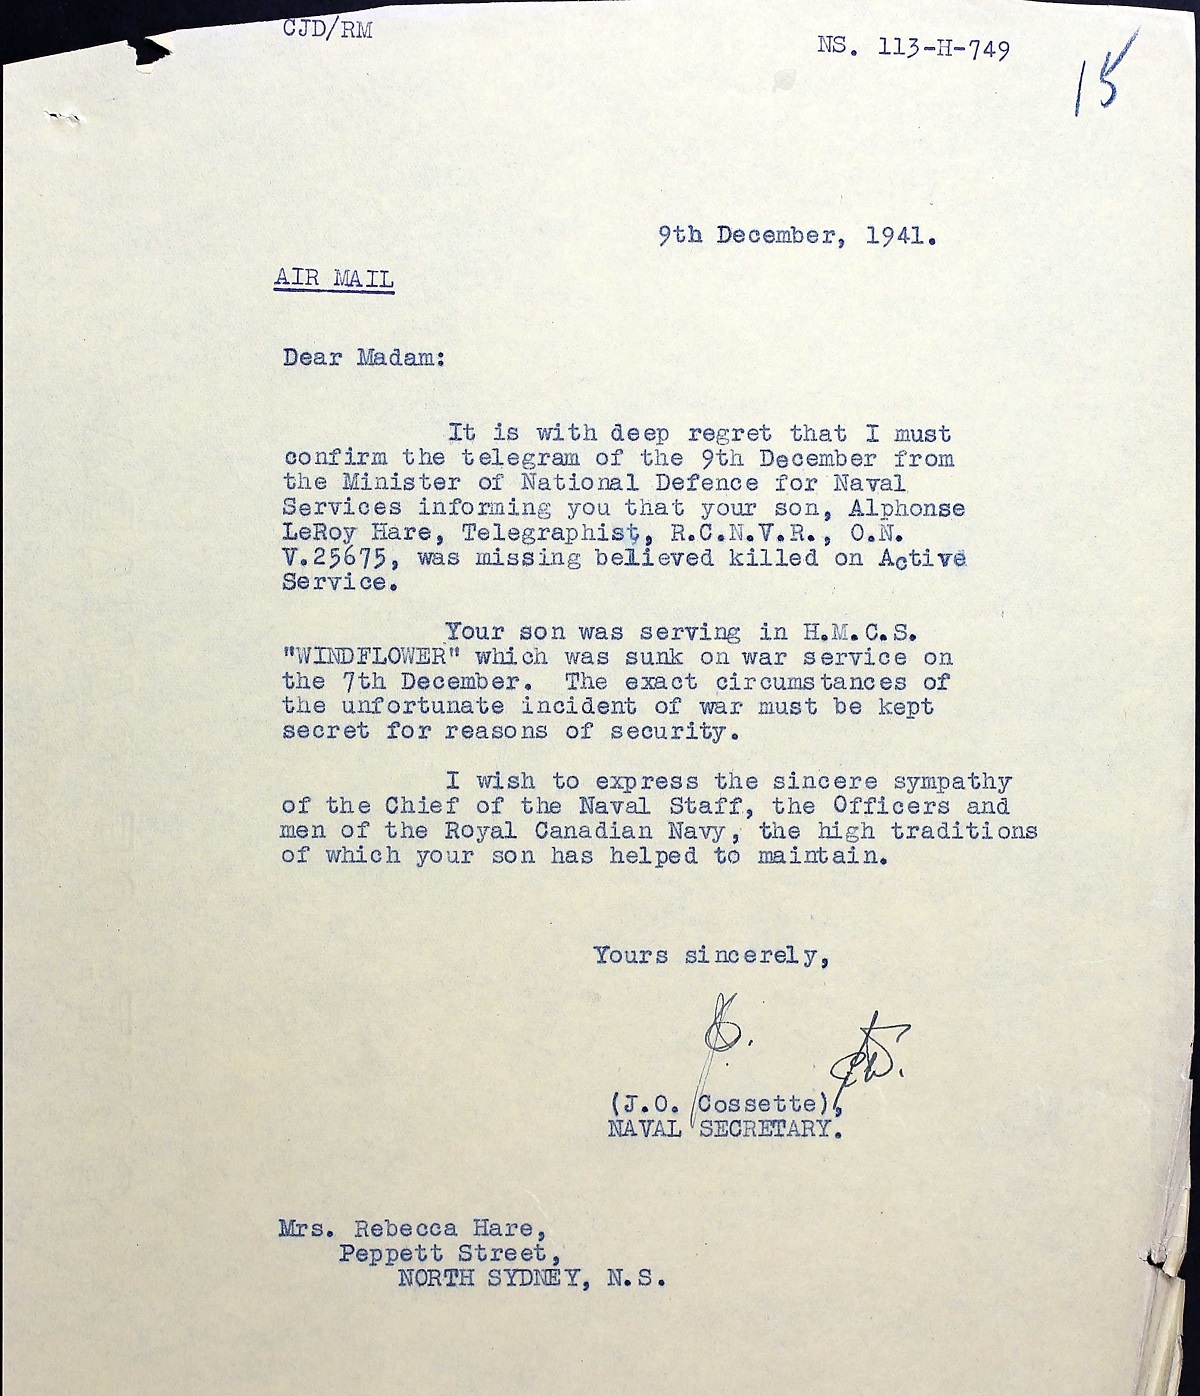 CJD/RM
NS. 113-H-749
15
9th December, 1941.
AIR MAIL
Dear Madam:
It is with deep regret that I must
confirm the telegram of the 9th December from
the Minister of National Defence for Naval
Services informing you that your son, Alphonse
LeRoy Hare, Telegraphist, R.C.N.V.R., O.N.
V.25675, was missing believed killed on Active
Service.
Your son was serving in H.M.C.S.
"WINDFLOWER" which was sunk on war service on
the 7th December. The exact circumstances of
the unfortunate incident of war must be kept
secret for reasons of security.
I wish to express the sincere sympathy
of the Chief of the Naval Staff, the Officers and
men of the Royal Canadian Navy, the high traditions
of which your son has helped to maintain.
Yours sincerely,
(J.O. Cossette),
NAVAL SECRETARY.
Mrs. Rebecca Hare,
Peppett Street,
NORTH SYDNEY, N.S.